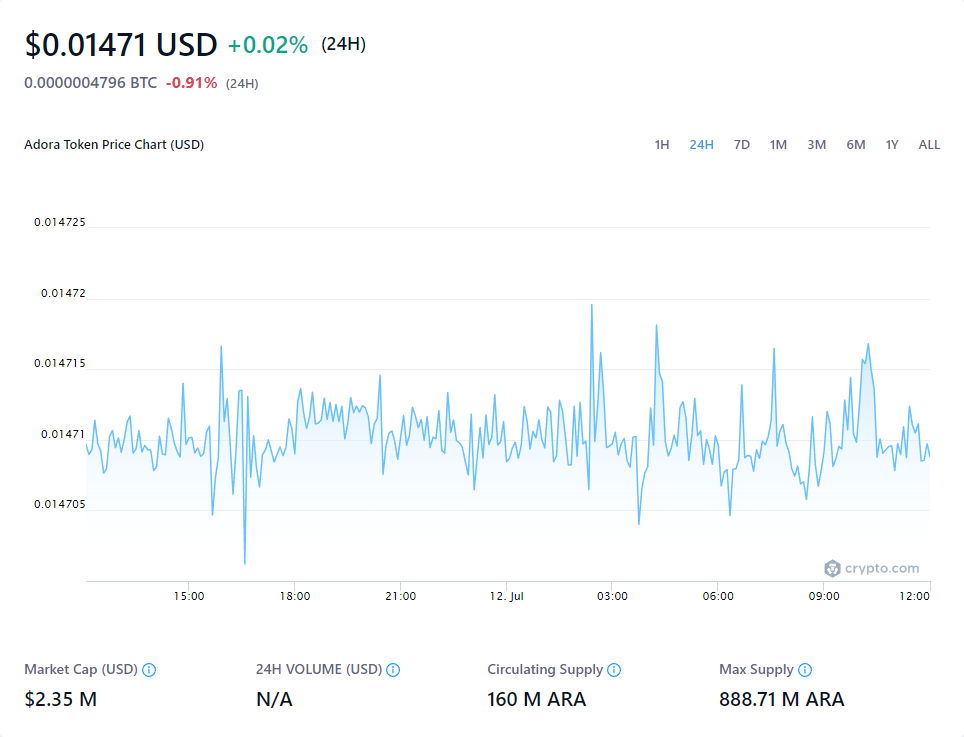 $0.01471 USD +0.02% (24H)
0.0000004796 BTC -0.91% (24H)
Adora Token Price Chart (USD) 1H 24H 7D 1M 3M 6M 1Y ALL
0.014725
0.01472
0.014715
0.01471
0.014705
crypto.com
15:00 18:00 21:00 12. Jul 03:00 06:00 09:00 12:00
Market Cap (USD) 24H VOLUME (USD) Circulating Supply Max Supply
$2.35 M N/A 160 M ARA 888.71 M ARA